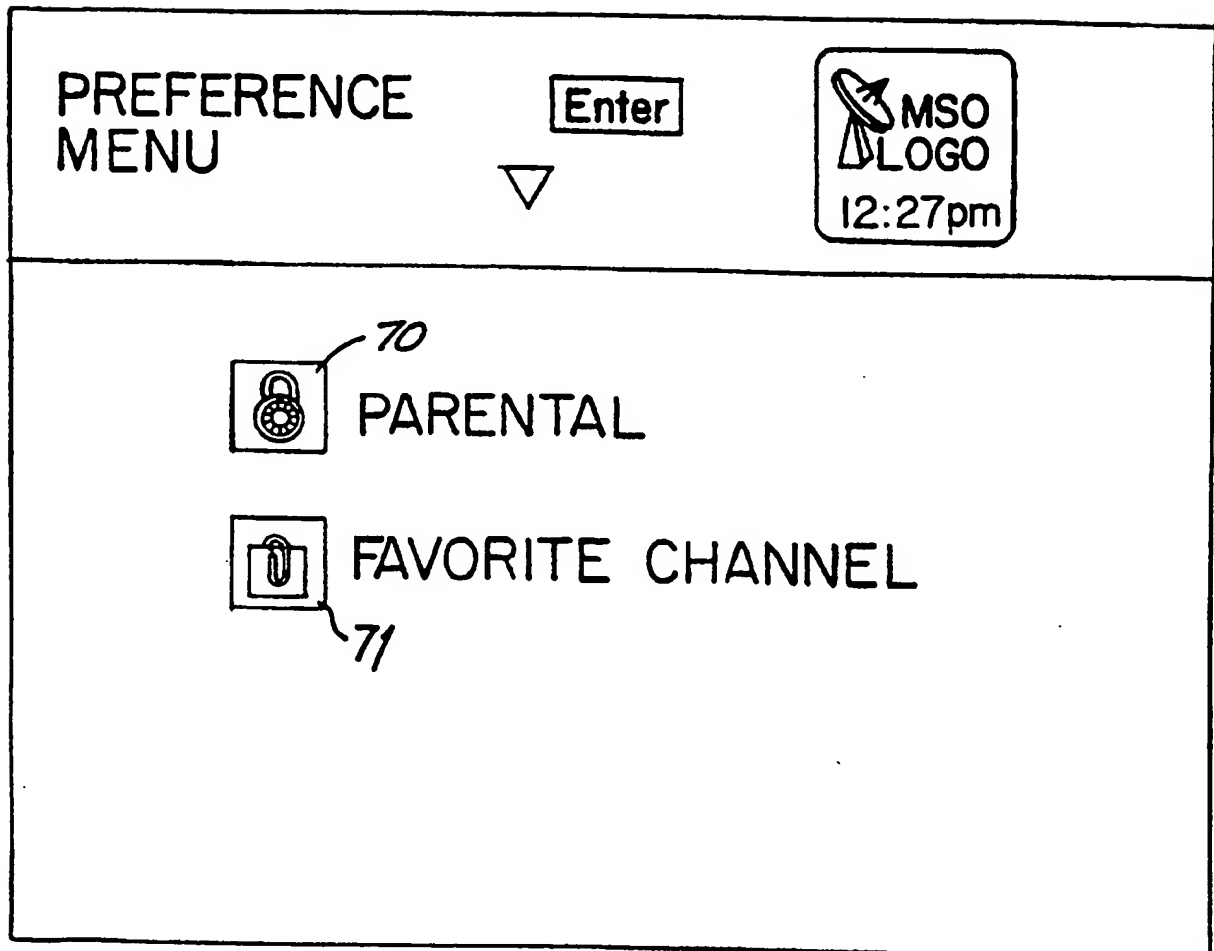 PREFERENCE
MENU
Enter
MSO
LOGO
12:27pm
70
PARENTAL
FAVORITE CHANNEL
71